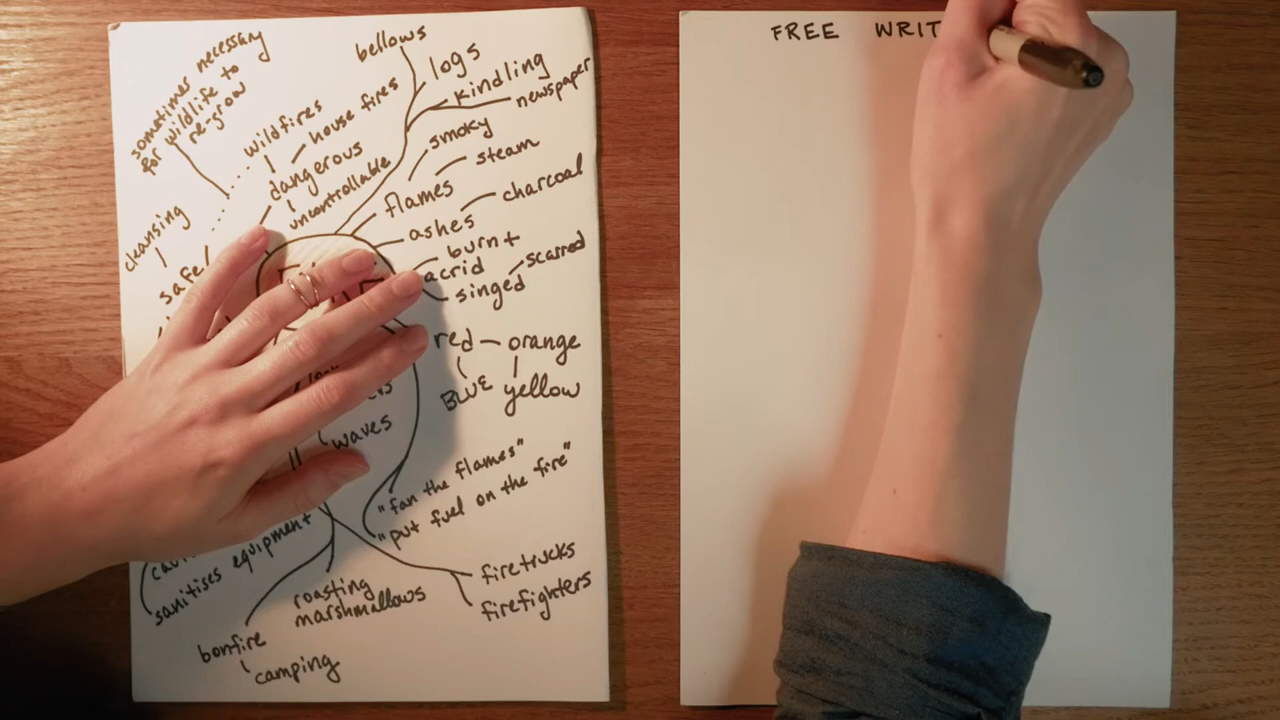 sometimes necessary
for wildlife to
re-grow
wildfires
house fires
dangerous
uncontrollable
cleansing
safe
bellows
logs
kindling
newspaper
smoky
steam
flames
charcoal
ashes
burnt
acrid
scarred
singed
red
orange
BLUE
yellow
waves
"fan the flames"
"put fuel on the fire"
sanitises equipment
roasting
marshmallows
firetrucks
firefighters
bonfire
camping
FREE WRIT